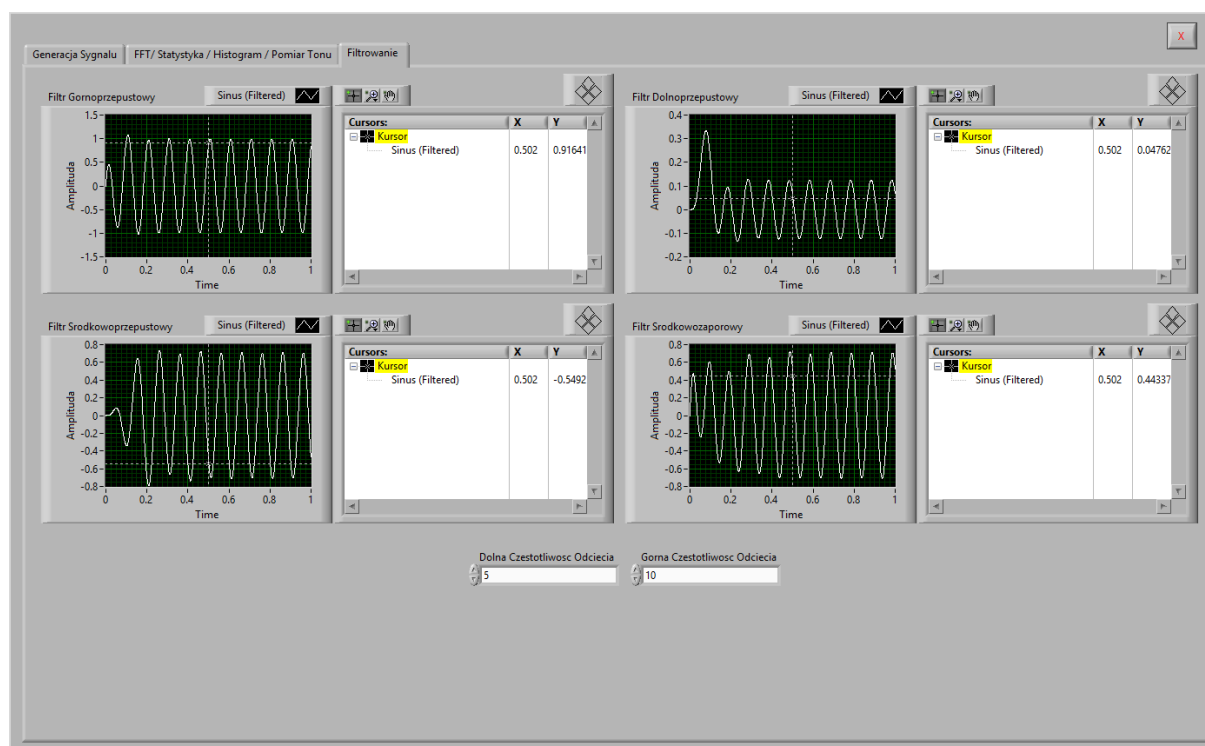 X
Generacja Sygnalu
FFT/ Statystyka / Histogram / Pomiar Tonu
Filtrowanie
Filtr Gornoprzepustowy
Sinus (Filtered)
1.5
1
0.5
0
-0.5
-1
-1.5
Amplituda
0 0.2 0.4 0.6 0.8 1
Time
Cursors: X Y
Kursor
Sinus (Filtered) 0.502 0.91641
Filtr Dolnoprzepustowy
Sinus (Filtered)
0.4
0.3
0.2
0.1
0
-0.1
-0.2
Amplituda
0 0.2 0.4 0.6 0.8 1
Time
Cursors: X Y
Kursor
Sinus (Filtered) 0.502 0.04762
Filtr Srodkowoprzepustowy
Sinus (Filtered)
0.8
0.6
0.4
0.2
0
-0.2
-0.4
-0.6
-0.8
Amplituda
0 0.2 0.4 0.6 0.8 1
Time
Cursors: X Y
Kursor
Sinus (Filtered) 0.502 -0.5492
Filtr Srodkowozaporowy
Sinus (Filtered)
0.8
0.6
0.4
0.2
0
-0.2
-0.4
-0.6
-0.8
Amplituda
0 0.2 0.4 0.6 0.8 1
Time
Cursors: X Y
Kursor
Sinus (Filtered) 0.502 0.44337
Dolna Czestotliwosc Odciecia
5
Gorna Czestotliwosc Odciecia
10